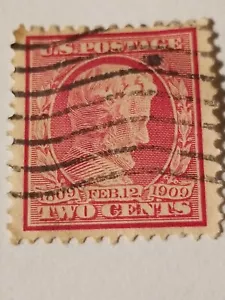 U.S. POSTAGE
1809 FEB. 12 1909
TWO CENTS